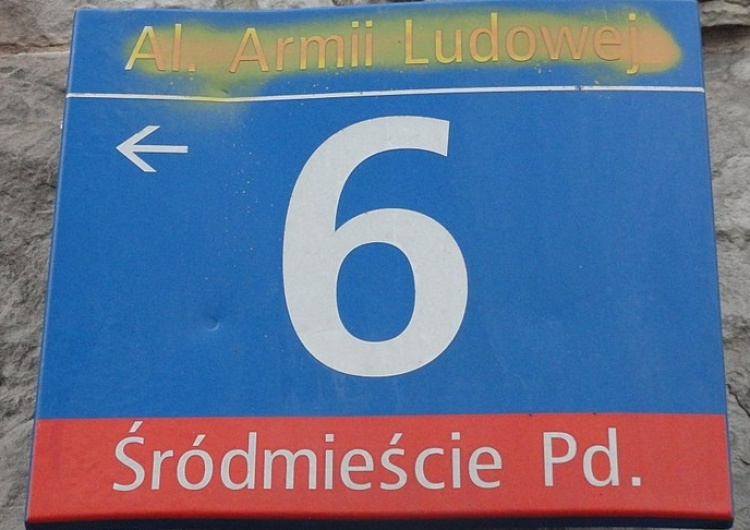 Al. Armii Ludowej
6
Śródmieście Pd.